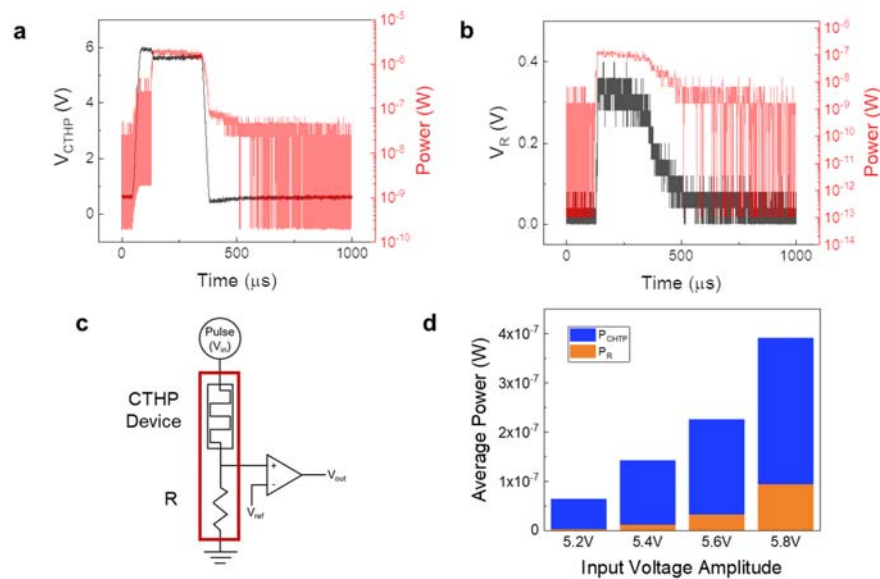 a
V_CTHP (V)
6
4
2
0
0
500
1000
Time (μs)
10⁻⁵
10⁻⁶
10⁻⁷
10⁻⁸
10⁻⁹
10⁻¹⁰
Power (W)
b
V_R (V)
0.4
0.2
0.0
0
500
1000
Time (μs)
10⁻⁶
10⁻⁷
10⁻⁸
10⁻⁹
10⁻¹⁰
10⁻¹¹
10⁻¹²
10⁻¹³
10⁻¹⁴
Power (W)
c
Pulse
(V_in)
CTHP
Device
R
+
-
V_ref
V_out
d
Average Power (W)
4x10⁻⁷
3x10⁻⁷
2x10⁻⁷
1x10⁻⁷
0
P_CHTP
P_R
5.2V 5.4V 5.6V 5.8V
Input Voltage Amplitude